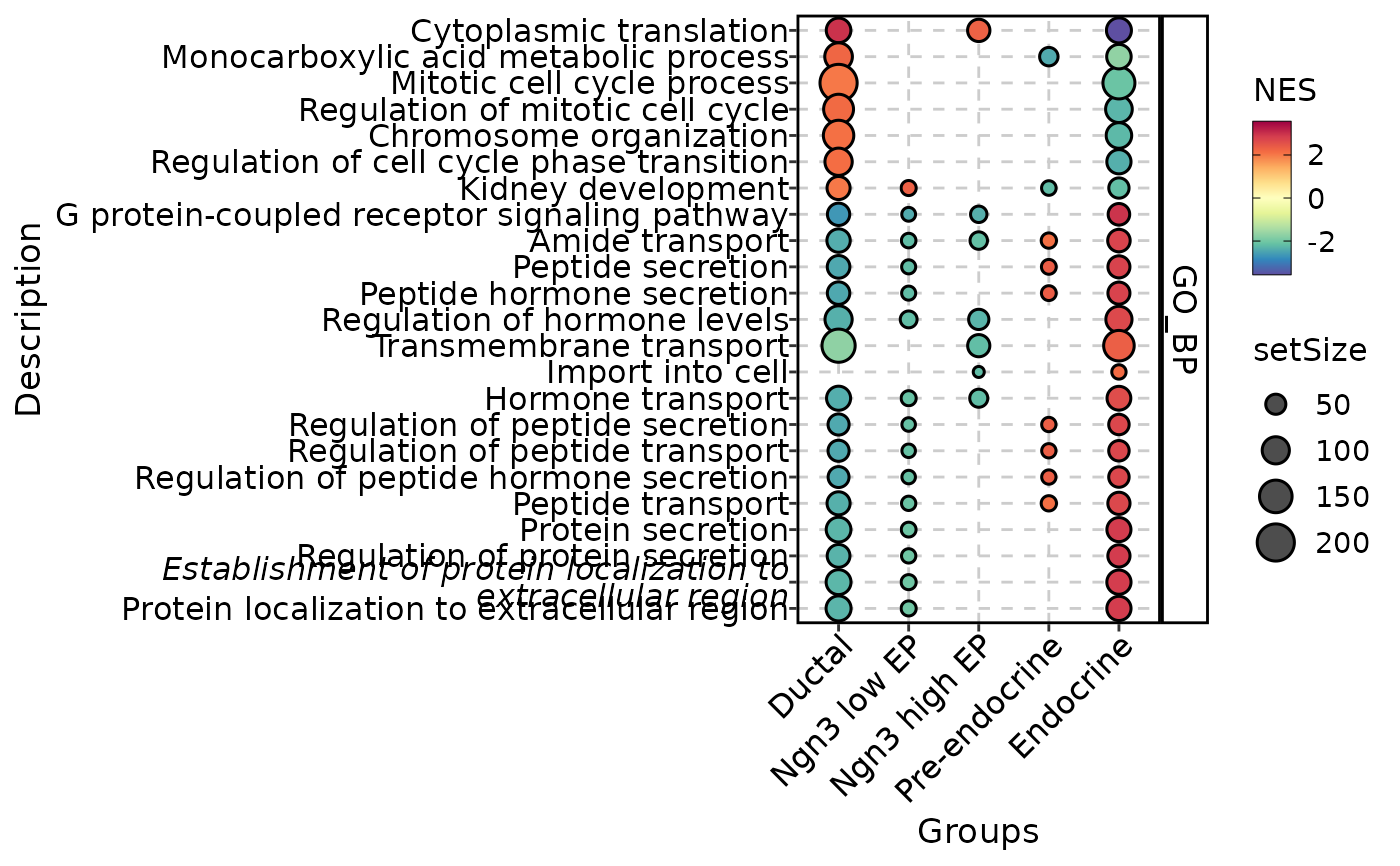 Description
Cytoplasmic translation
Monocarboxylic acid metabolic process
Mitotic cell cycle process
Regulation of mitotic cell cycle
Chromosome organization
Regulation of cell cycle phase transition
Kidney development
G protein-coupled receptor signaling pathway
Amide transport
Peptide secretion
Peptide hormone secretion
Regulation of hormone levels
Transmembrane transport
Import into cell
Hormone transport
Regulation of peptide secretion
Regulation of peptide transport
Regulation of peptide hormone secretion
Peptide transport
Protein secretion
Regulation of protein secretion
Establishment of protein localization to
extracellular region
Protein localization to extracellular region
GO_BP
Ductal
Ngn3 low EP
Ngn3 high EP
Pre-endocrine
Endocrine
Groups
NES
2
0
-2
setSize
50
100
150
200